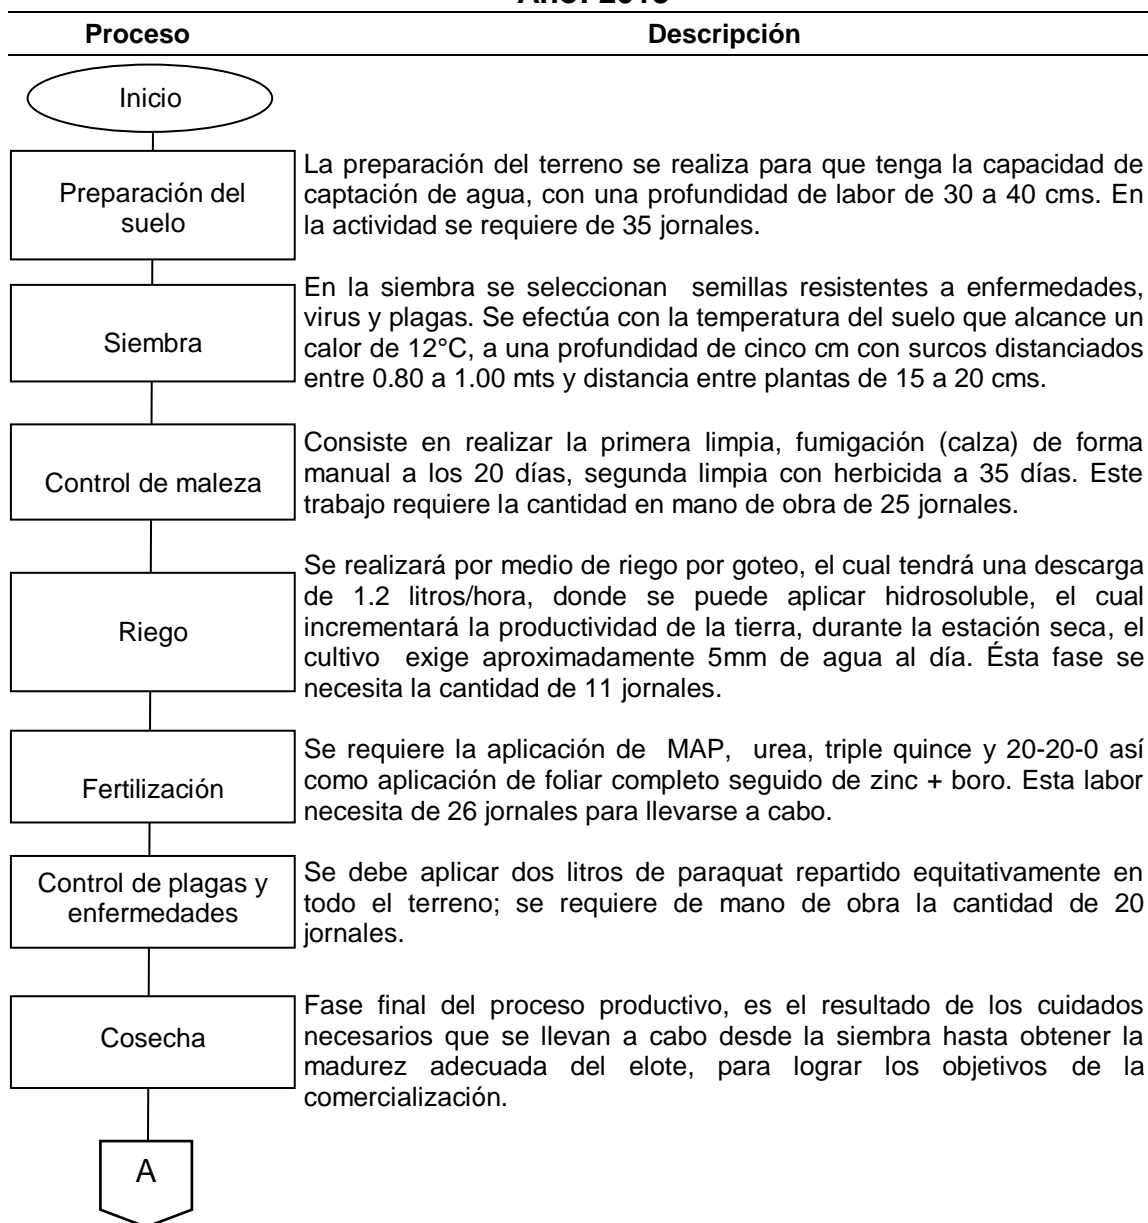 Proceso Descripción
Inicio
Preparación del
suelo
La preparación del terreno se realiza para que tenga la capacidad de
captación de agua, con una profundidad de labor de 30 a 40 cms. En
la actividad se requiere de 35 jornales.
Siembra
En la siembra se seleccionan semillas resistentes a enfermedades,
virus y plagas. Se efectúa con la temperatura del suelo que alcance un
calor de 12°C, a una profundidad de cinco cm con surcos distanciados
entre 0.80 a 1.00 mts y distancia entre plantas de 15 a 20 cms.
Control de maleza
Consiste en realizar la primera limpia, fumigación (calza) de forma
manual a los 20 días, segunda limpia con herbicida a 35 días. Este
trabajo requiere la cantidad en mano de obra de 25 jornales.
Riego
Se realizará por medio de riego por goteo, el cual tendrá una descarga
de 1.2 litros/hora, donde se puede aplicar hidrosoluble, el cual
incrementará la productividad de la tierra, durante la estación seca, el
cultivo exige aproximadamente 5mm de agua al día. Ésta fase se
necesita la cantidad de 11 jornales.
Fertilización
Se requiere la aplicación de MAP, urea, triple quince y 20-20-0 así
como aplicación de foliar completo seguido de zinc + boro. Esta labor
necesita de 26 jornales para llevarse a cabo.
Control de plagas y
enfermedades
Se debe aplicar dos litros de paraquat repartido equitativamente en
todo el terreno; se requiere de mano de obra la cantidad de 20
jornales.
Cosecha
Fase final del proceso productivo, es el resultado de los cuidados
necesarios que se llevan a cabo desde la siembra hasta obtener la
madurez adecuada del elote, para lograr los objetivos de la
comercialización.
A